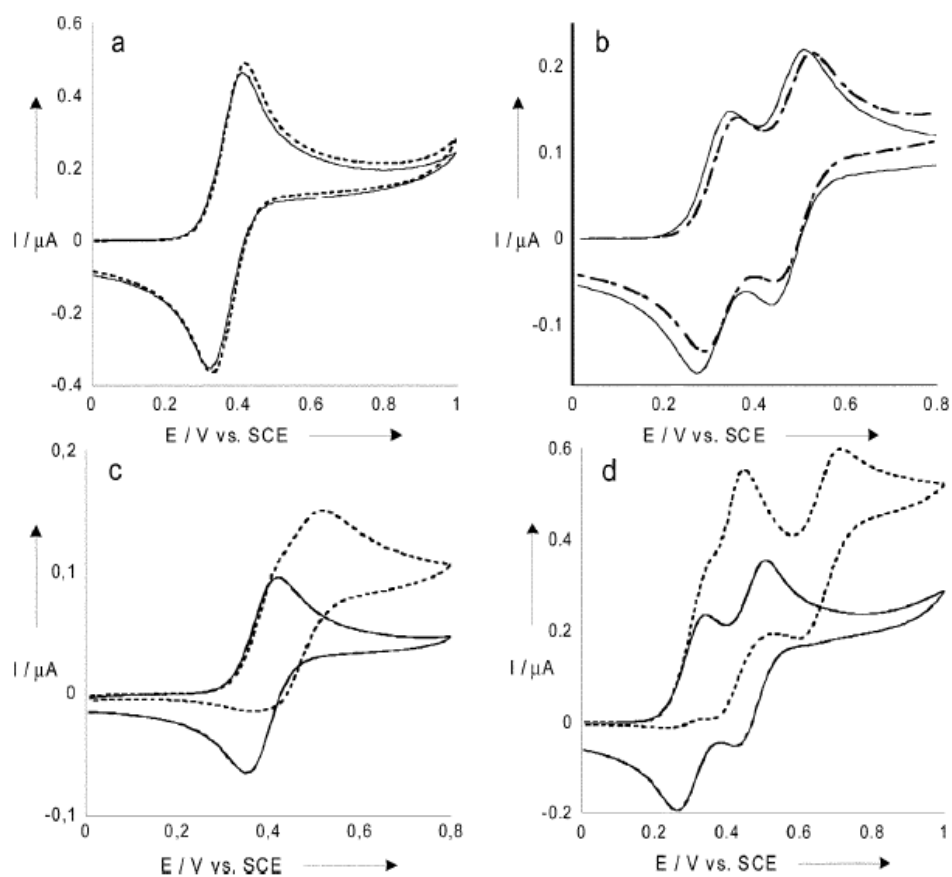 a
0.6
0.4
0.2
0
-0.2
-0.4
I / µA
0 0.2 0.4 0.6 0.8 1
E / V vs. SCE
b
0.2
0.1
0
-0.1
I / µA
0 0.2 0.4 0.6 0.8
E / V vs. SCE
c
0,2
0,1
0
-0,1
I / µA
0 0,2 0,4 0,6 0,8
E / V vs. SCE
d
0.6
0.4
0.2
0
-0.2
I / µA
0 0.2 0.4 0.6 0.8 1
E / V vs. SCE